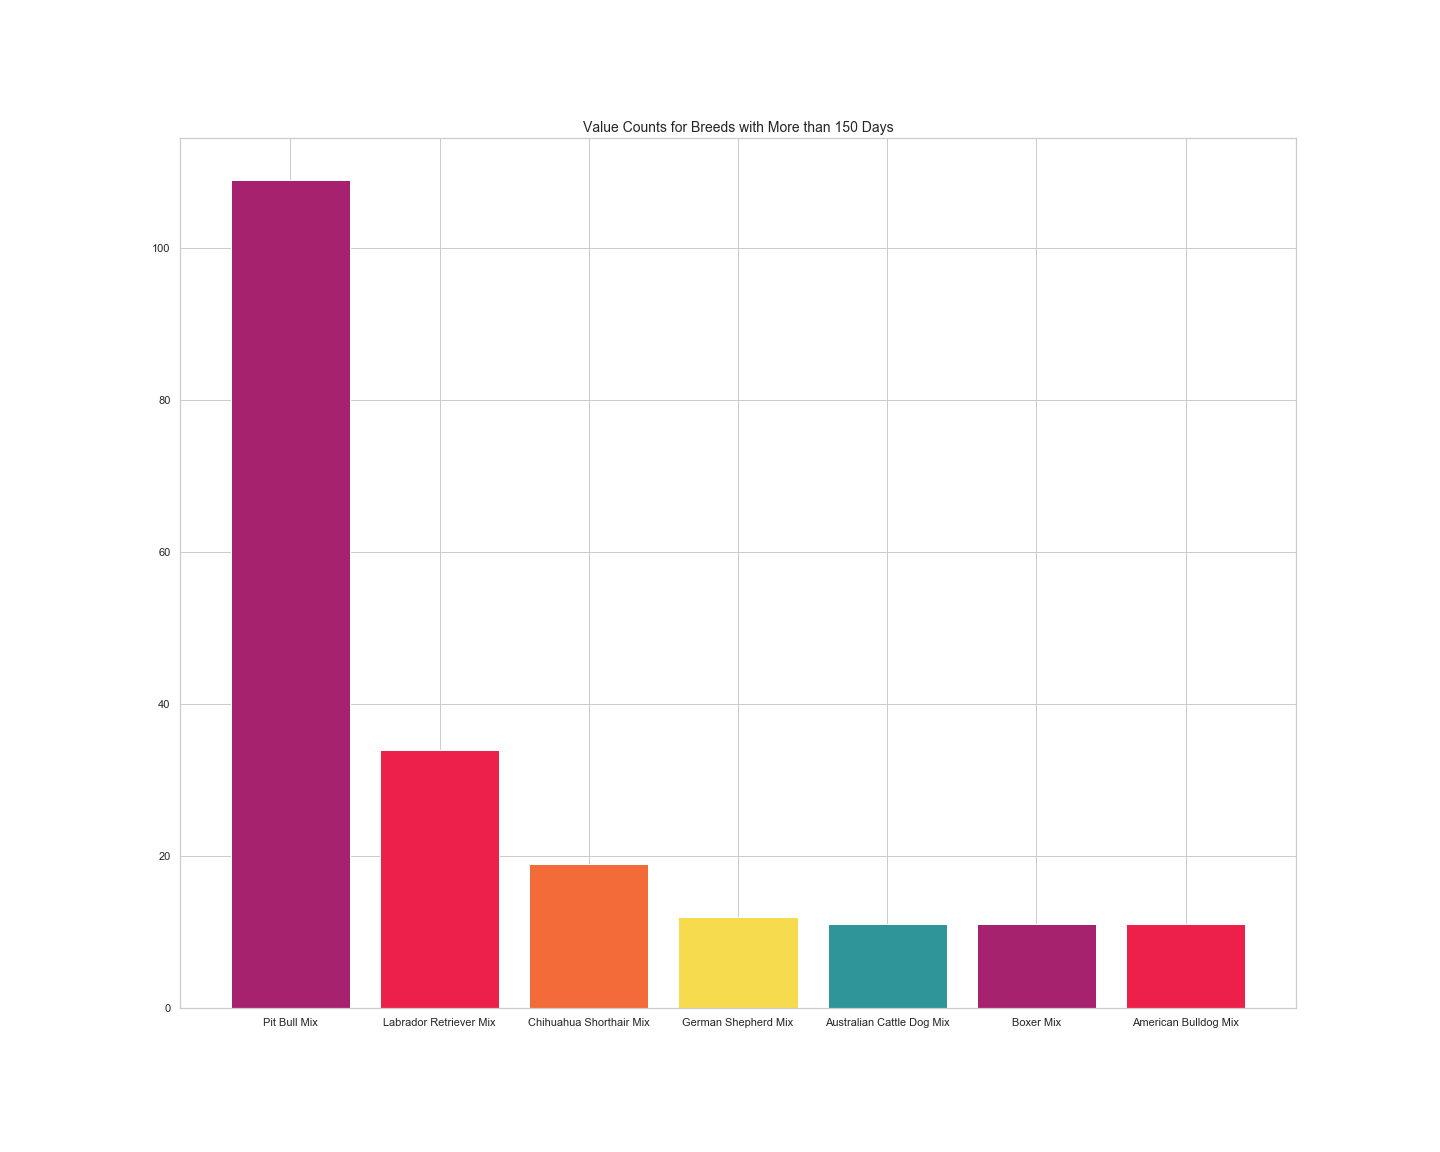 Value Counts for Breeds with More than 150 Days
100
80
60
40
20
0
Pit Bull Mix
Labrador Retriever Mix
Chihuahua Shorthair Mix
German Shepherd Mix
Australian Cattle Dog Mix
Boxer Mix
American Bulldog Mix